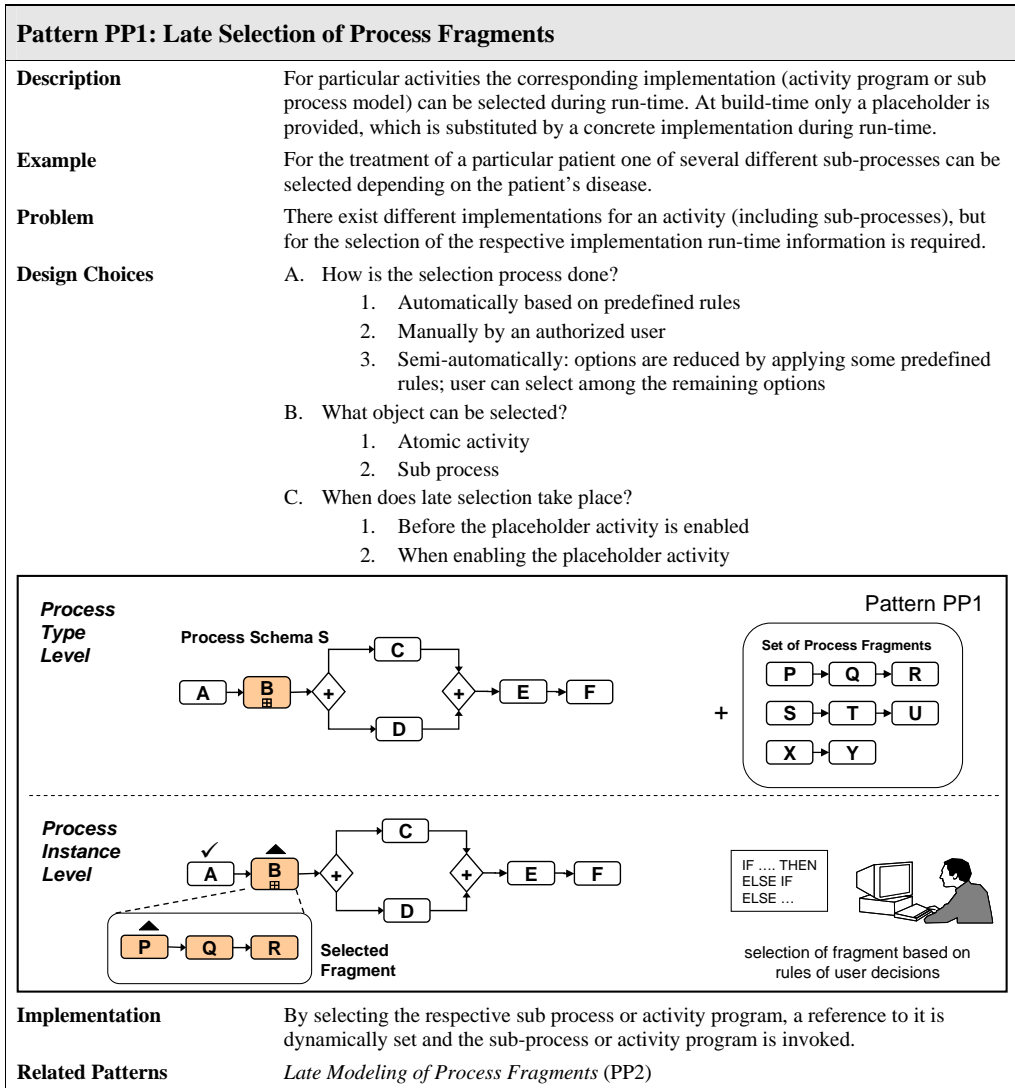 Pattern PP1: Late Selection of Process Fragments
Description
For particular activities the corresponding implementation (activity program or sub
process model) can be selected during run-time. At build-time only a placeholder is
provided, which is substituted by a concrete implementation during run-time.
Example
For the treatment of a particular patient one of several different sub-processes can be
selected depending on the patient's disease.
Problem
There exist different implementations for an activity (including sub-processes), but
for the selection of the respective implementation run-time information is required.
Design Choices
A. How is the selection process done?
1. Automatically based on predefined rules
2. Manually by an authorized user
3. Semi-automatically: options are reduced by applying some predefined
rules; user can select among the remaining options
B. What object can be selected?
1. Atomic activity
2. Sub process
C. When does late selection take place?
1. Before the placeholder activity is enabled
2. When enabling the placeholder activity
Process
Type
Level
Process Schema S
A
B
+
C
D
+
E
F
+
Pattern PP1
Set of Process Fragments
P Q R
S T U
X Y
Process
Instance
Level
✓
A
B
+
C
D
+
E
F
P Q R
Selected
Fragment
IF .... THEN
ELSE IF
ELSE ...
selection of fragment based on
rules of user decisions
Implementation
By selecting the respective sub process or activity program, a reference to it is
dynamically set and the sub-process or activity program is invoked.
Related Patterns
Late Modeling of Process Fragments (PP2)